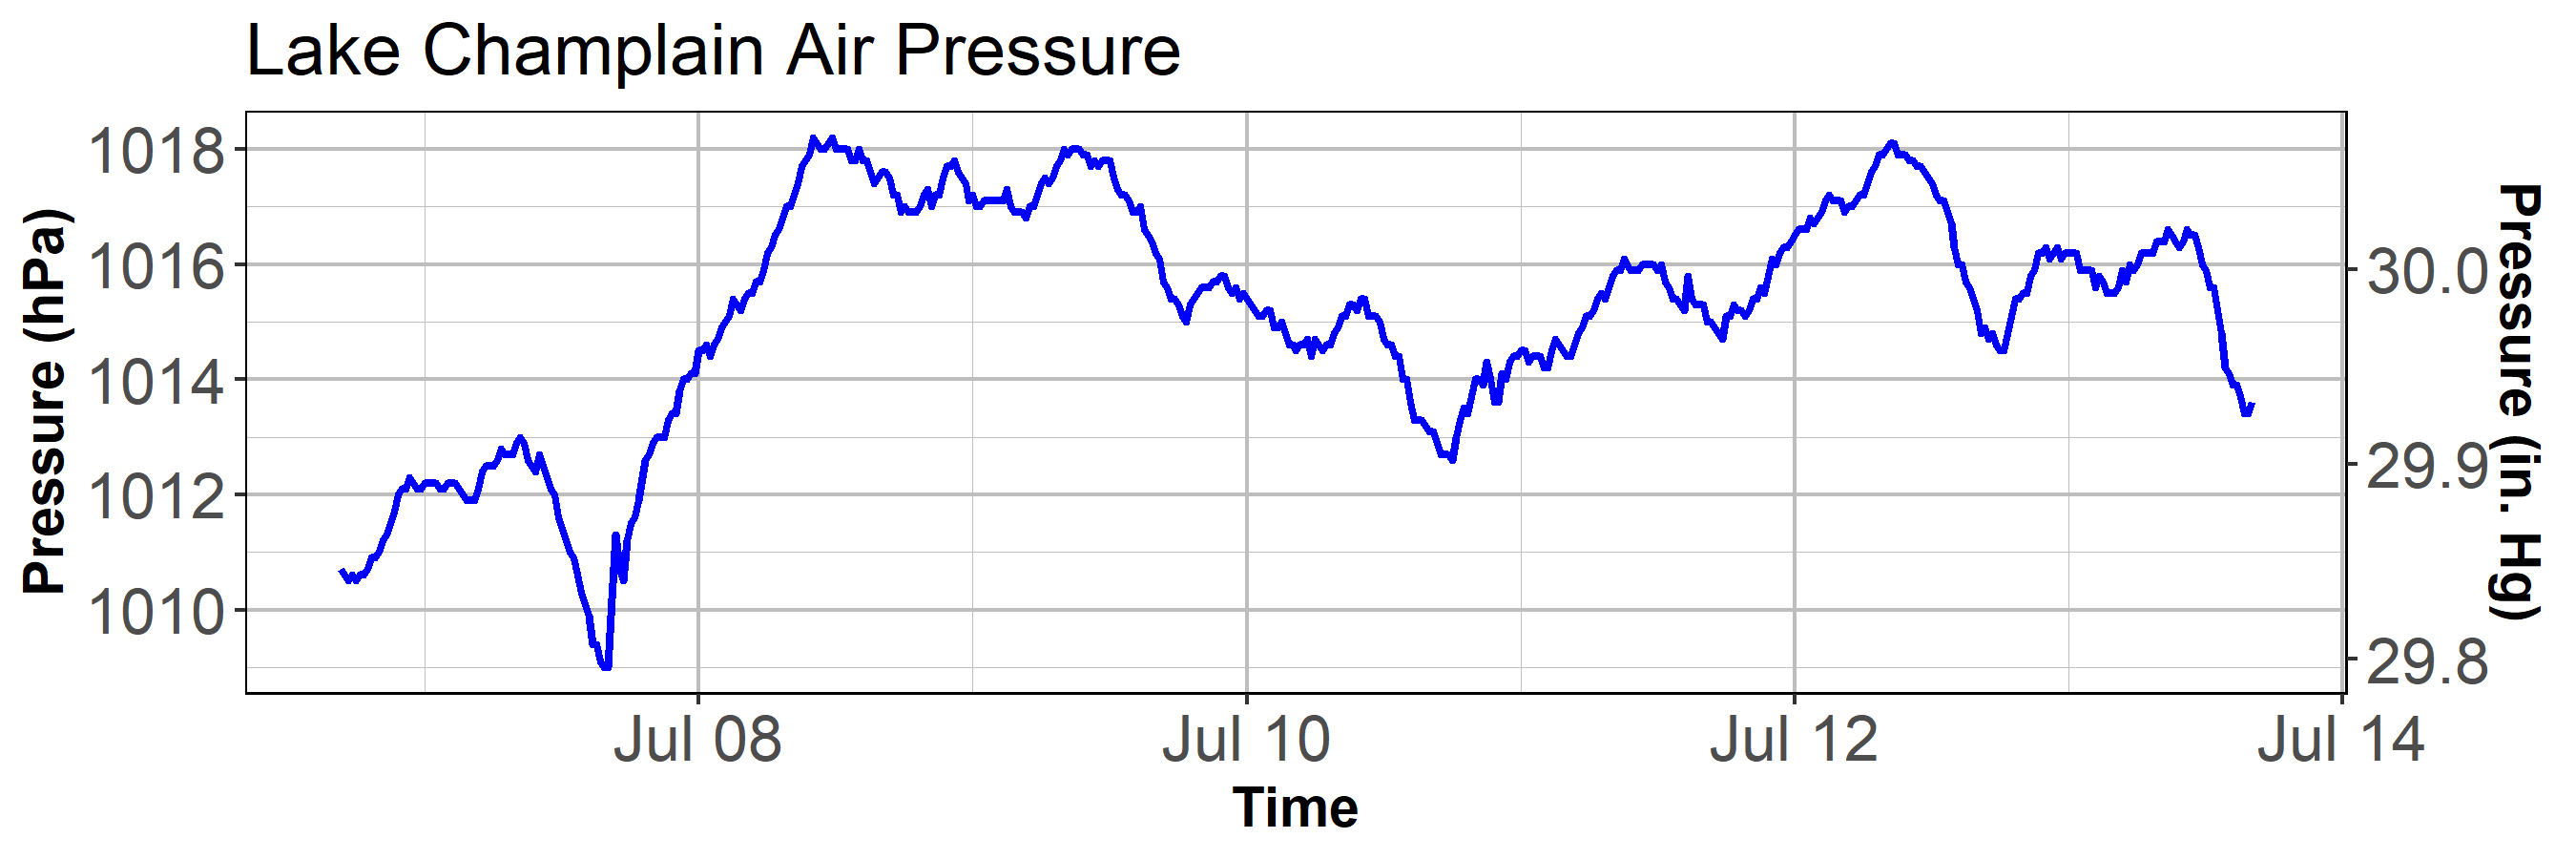 Lake Champlain Air Pressure
Pressure (hPa)
1018
1016
1014
1012
1010
30.0
29.9
29.8
Pressure (in. Hg)
Jul 08
Jul 10
Jul 12
Jul 14
Time